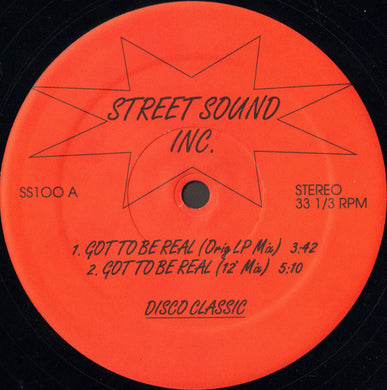 STREET SOUND
INC.
SS100 A
STEREO
33 1/3 RPM
1. GOT TO BE REAL (Orig LP Mix) 3:42
2. GOT TO BE REAL (12" Mix) 5:10
DISCO CLASSIC